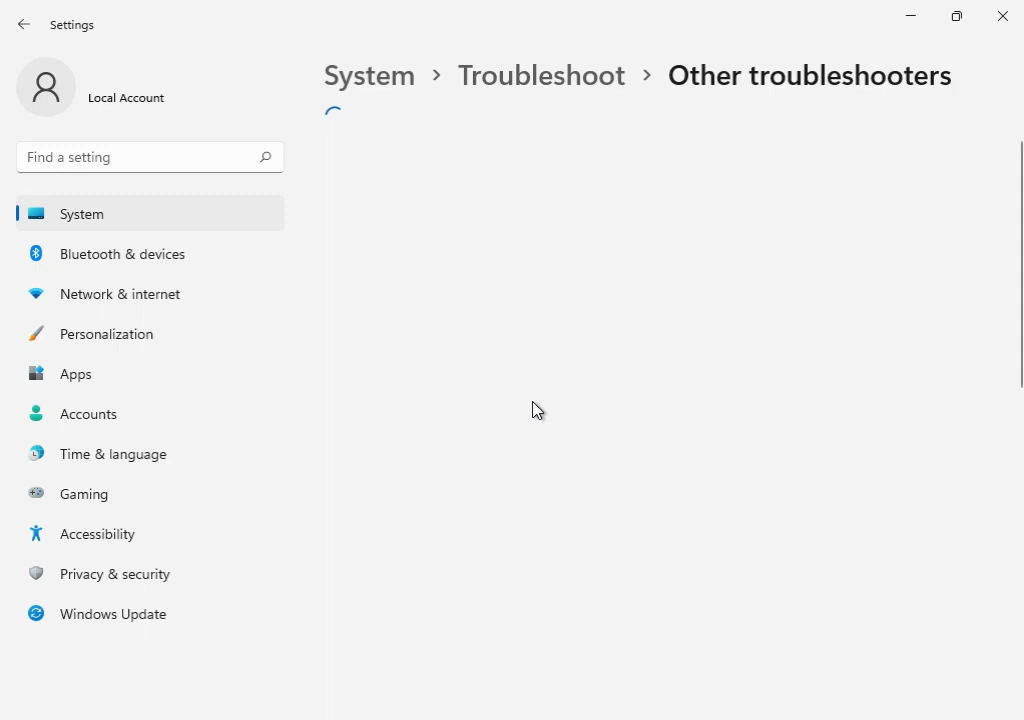 Settings
Local Account
Find a setting
System
Bluetooth & devices
Network & internet
Personalization
Apps
Accounts
Time & language
Gaming
Accessibility
Privacy & security
Windows Update
System › Troubleshoot › Other troubleshooters